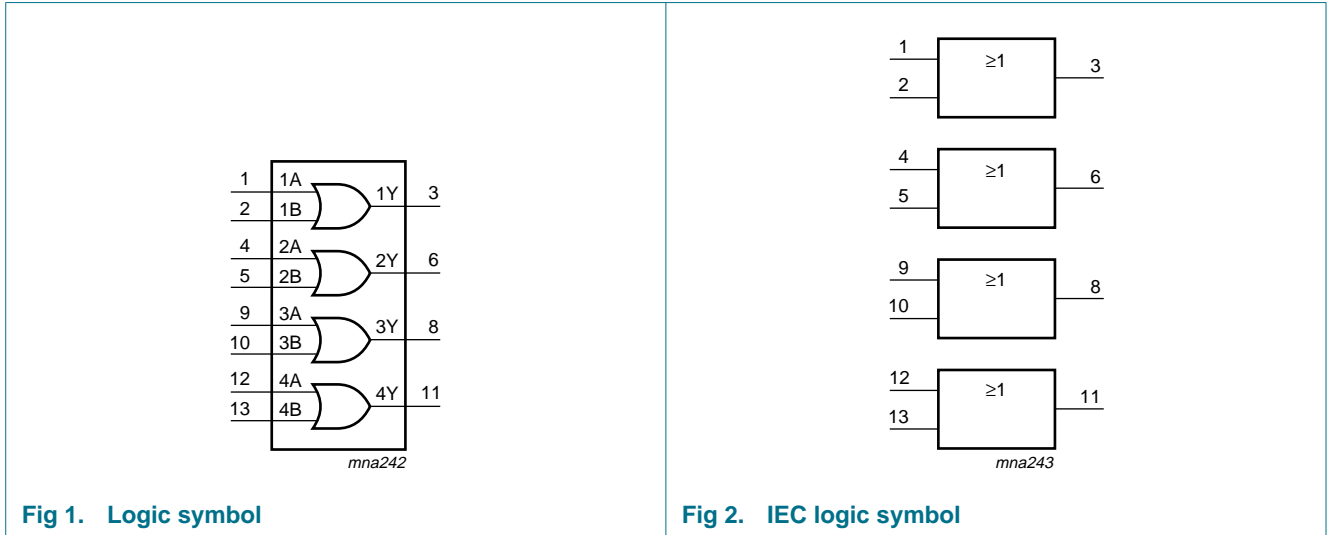 1 1A 1Y 3
2 1B
4 2A 2Y 6
5 2B
9 3A 3Y 8
10 3B
12 4A 4Y 11
13 4B
mna242
Fig 1. Logic symbol
1 ≥1 3
2
4 ≥1 6
5
9 ≥1 8
10
12 ≥1 11
13
mna243
Fig 2. IEC logic symbol